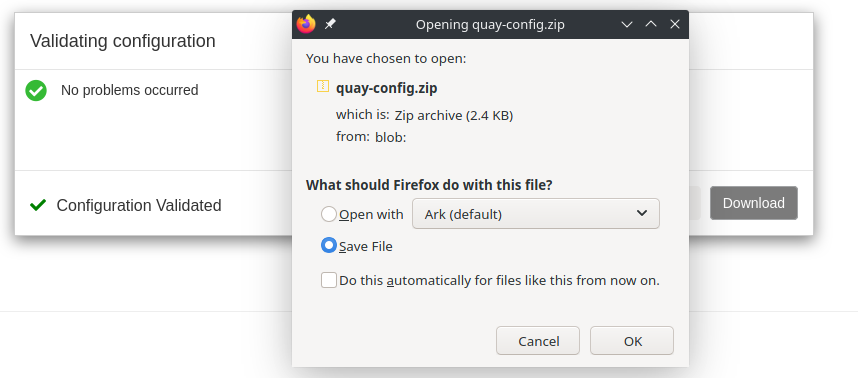 Opening quay-config.zip
Validating configuration
You have chosen to open:
No problems occurred
quay-config.zip
which is: Zip archive (2.4 KB)
from: blob:
What should Firefox do with this file?
Configuration Validated
Download
Open with Ark (default)
Save File
Do this automatically for files like this from now on.
Cancel OK